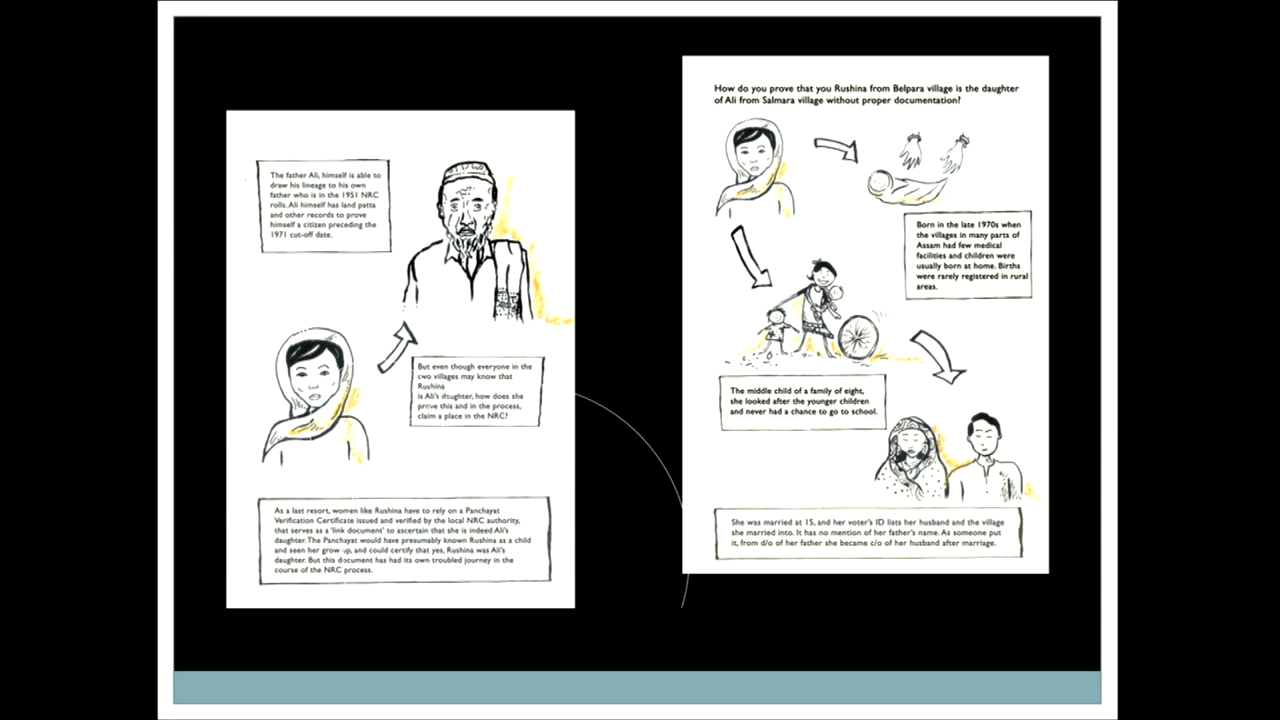 The father Ali, himself is able to
draw his lineage to his own
father who is in the 1951 NRC
rolls. Ali himself has land patta
and other records to prove
himself a citizen preceding the
1971 cut-off date.
But even though everyone in the
two villages may know that
Rushina
is Ali's daughter, how does she
prove this and in the process,
claim a place in the NRC?
As a last resort, women like Rushina have to rely on a Panchayat
Verification Certificate issued and verified by the local NRC authority,
that serves as a 'link document' to ascertain that she is indeed Ali's
daughter. The Panchayat would have presumably known Rushina as a child
and seen her grow up, and could certify that yes, Rushina was Ali's
daughter. But this document has had its own troubled journey in the
course of the NRC process.
How do you prove that you Rushina from Belpara village is the daughter
of Ali from Salmara village without proper documentation?
Born in the late 1970s when
the villages in many parts of
Assam had few medical
facilities and children were
usually born at home. Births
were rarely registered in rural
areas.
The middle child of a family of eight,
she looked after the younger children
and never had a chance to go to school.
She was married at 15, and her voter's ID lists her husband and the village
she married into. It has no mention of her father's name. As someone put
it, from d/o of her father she became c/o of her husband after marriage.